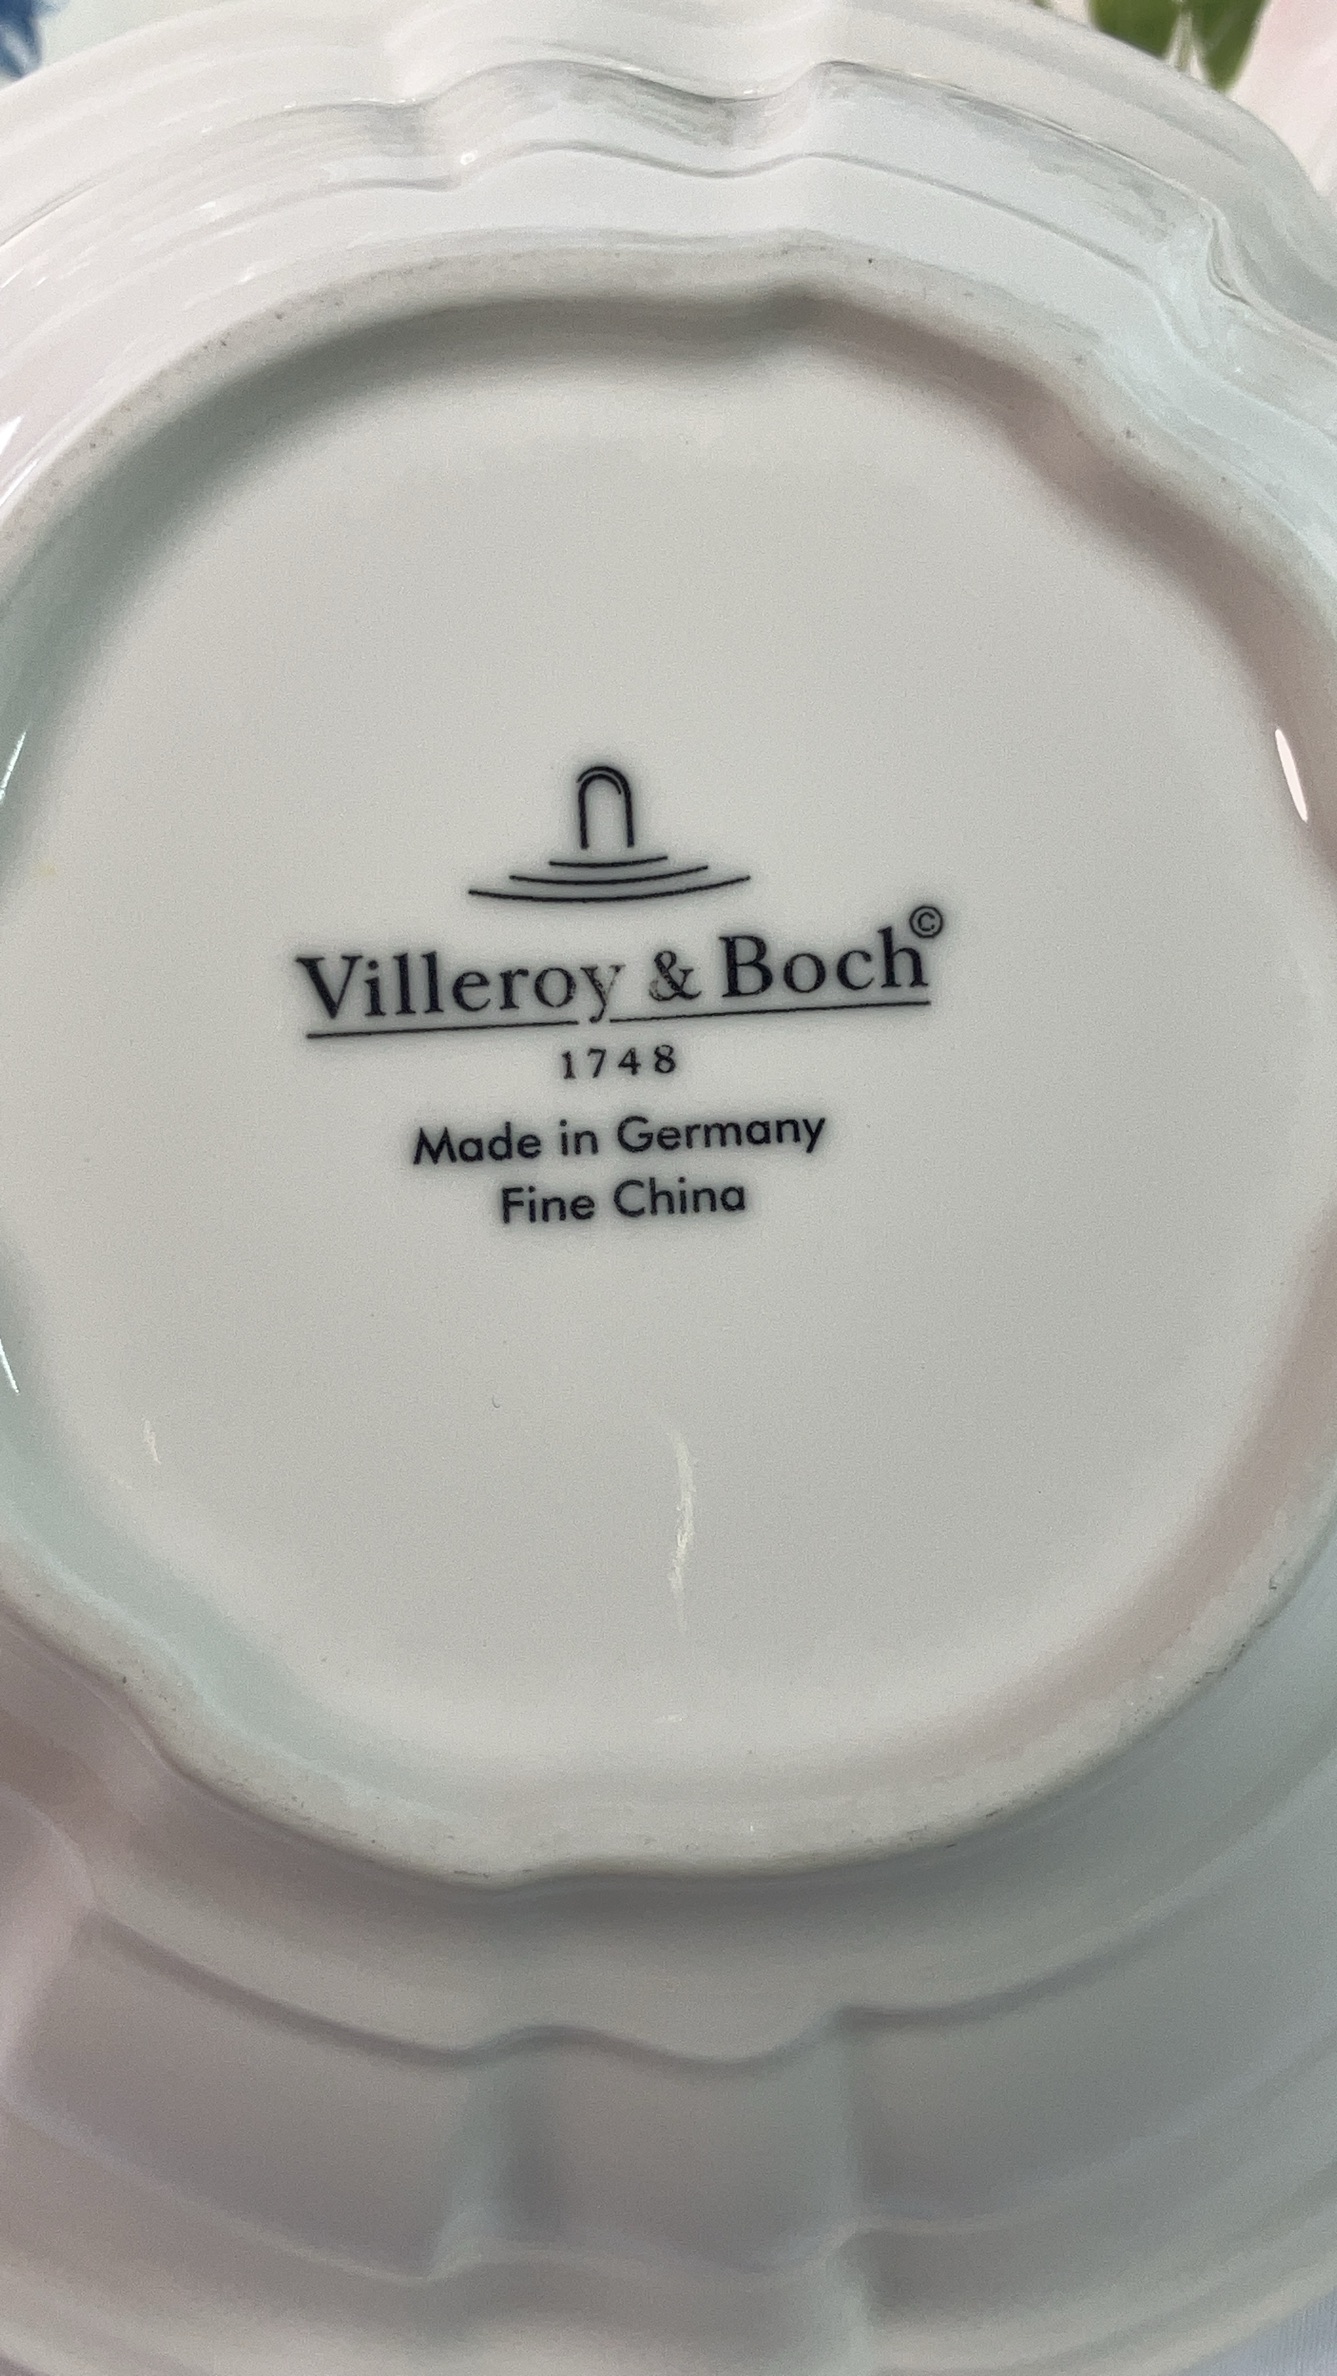 Villeroy & Boch©
1748
Made in Germany
Fine China